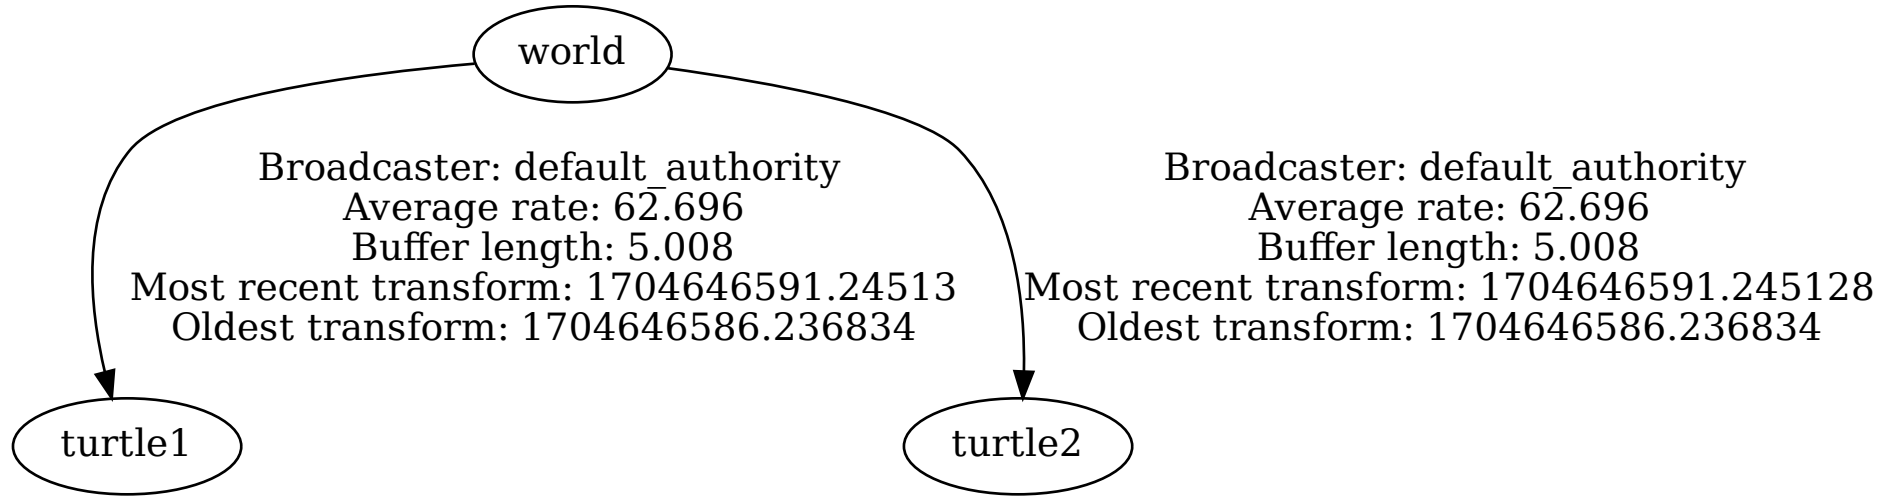 world
Broadcaster: default_authority
Average rate: 62.696
Buffer length: 5.008
Most recent transform: 1704646591.24513
Oldest transform: 1704646586.236834
Broadcaster: default_authority
Average rate: 62.696
Buffer length: 5.008
Most recent transform: 1704646591.245128
Oldest transform: 1704646586.236834
turtle1
turtle2